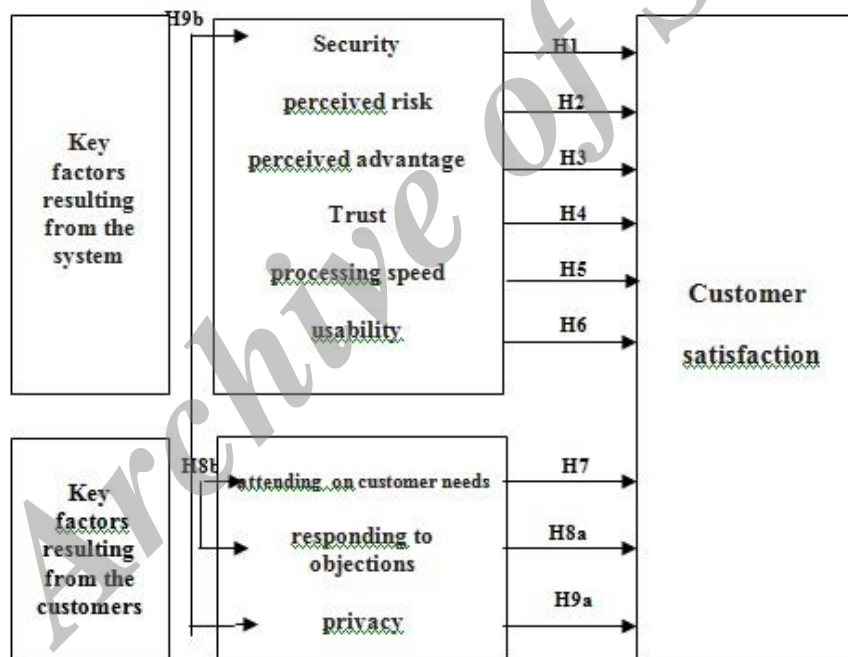 H9b
Key
factors
resulting
from the
system
Security
perceived risk
perceived advantage
Trust
processing speed
usability
H1
H2
H3
H4
H5
H6
Customer
satisfaction
Key
factors
resulting
from the
customers
H8b
attending on customer needs
responding to
objections
privacy
H7
H8a
H9a
Archive of S